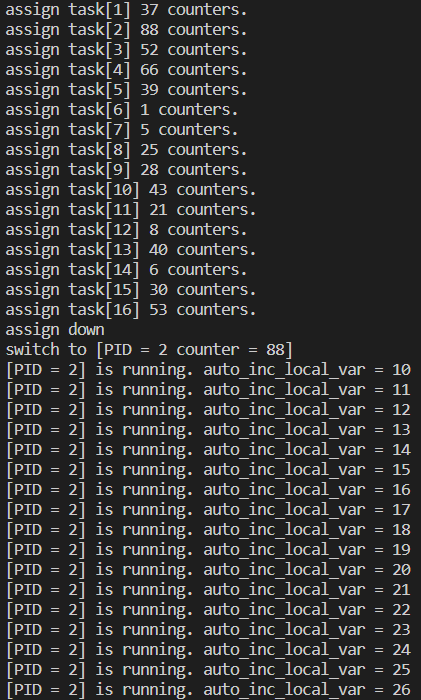 assign task[1] 37 counters.
assign task[2] 88 counters.
assign task[3] 52 counters.
assign task[4] 66 counters.
assign task[5] 39 counters.
assign task[6] 1 counters.
assign task[7] 5 counters.
assign task[8] 25 counters.
assign task[9] 28 counters.
assign task[10] 43 counters.
assign task[11] 21 counters.
assign task[12] 8 counters.
assign task[13] 40 counters.
assign task[14] 6 counters.
assign task[15] 30 counters.
assign task[16] 53 counters.
assign down
switch to [PID = 2 counter = 88]
[PID = 2] is running. auto_inc_local_var = 10
[PID = 2] is running. auto_inc_local_var = 11
[PID = 2] is running. auto_inc_local_var = 12
[PID = 2] is running. auto_inc_local_var = 13
[PID = 2] is running. auto_inc_local_var = 14
[PID = 2] is running. auto_inc_local_var = 15
[PID = 2] is running. auto_inc_local_var = 16
[PID = 2] is running. auto_inc_local_var = 17
[PID = 2] is running. auto_inc_local_var = 18
[PID = 2] is running. auto_inc_local_var = 19
[PID = 2] is running. auto_inc_local_var = 20
[PID = 2] is running. auto_inc_local_var = 21
[PID = 2] is running. auto_inc_local_var = 22
[PID = 2] is running. auto_inc_local_var = 23
[PID = 2] is running. auto_inc_local_var = 24
[PID = 2] is running. auto_inc_local_var = 25
[PID = 2] is running. auto_inc_local_var = 26